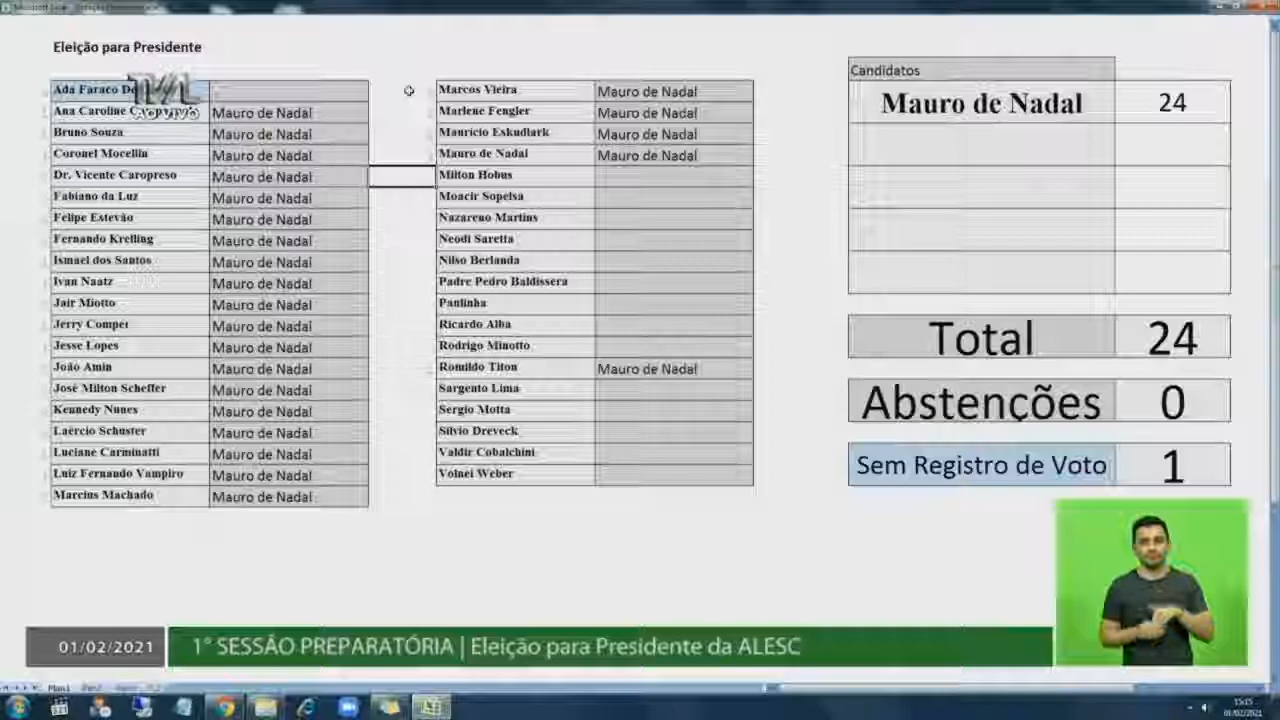 Eleição para Presidente
Ada Faraco De
TVAL
AO VIVO
Ana Caroline Mauro de Nadal
Bruno Souza Mauro de Nadal
Coronel Mocellin Mauro de Nadal
Dr. Vicente Caropreso Mauro de Nadal
Fabiano da Luz Mauro de Nadal
Felipe Estevão Mauro de Nadal
Fernando Krelling Mauro de Nadal
Ismael dos Santos Mauro de Nadal
Ivan Naatz Mauro de Nadal
Jair Miotto Mauro de Nadal
Jerry Comper Mauro de Nadal
Jesse Lopes Mauro de Nadal
João Amin Mauro de Nadal
José Milton Scheffer Mauro de Nadal
Kennedy Nunes Mauro de Nadal
Laércio Schuster Mauro de Nadal
Luciane Carminatti Mauro de Nadal
Luiz Fernando Vampiro Mauro de Nadal
Marcius Machado Mauro de Nadal
Marcos Vieira Mauro de Nadal
Marlene Fengler Mauro de Nadal
Maurício Eskudlark Mauro de Nadal
Mauro de Nadal Mauro de Nadal
Milton Hobus
Moacir Sopelsa
Nazareno Martins
Neodi Saretta
Nilso Berlanda
Padre Pedro Baldissera
Paulinha
Ricardo Alba
Rodrigo Minotto
Romildo Titon Mauro de Nadal
Sargento Lima
Sergio Motta
Silvio Dreveck
Valdir Cobalchini
Volnei Weber
Candidatos
Mauro de Nadal 24
Total 24
Abstenções 0
Sem Registro de Voto 1
01/02/2021 1° SESSÃO PREPARATÓRIA | Eleição para Presidente da ALESC
15:15
01/02/2021